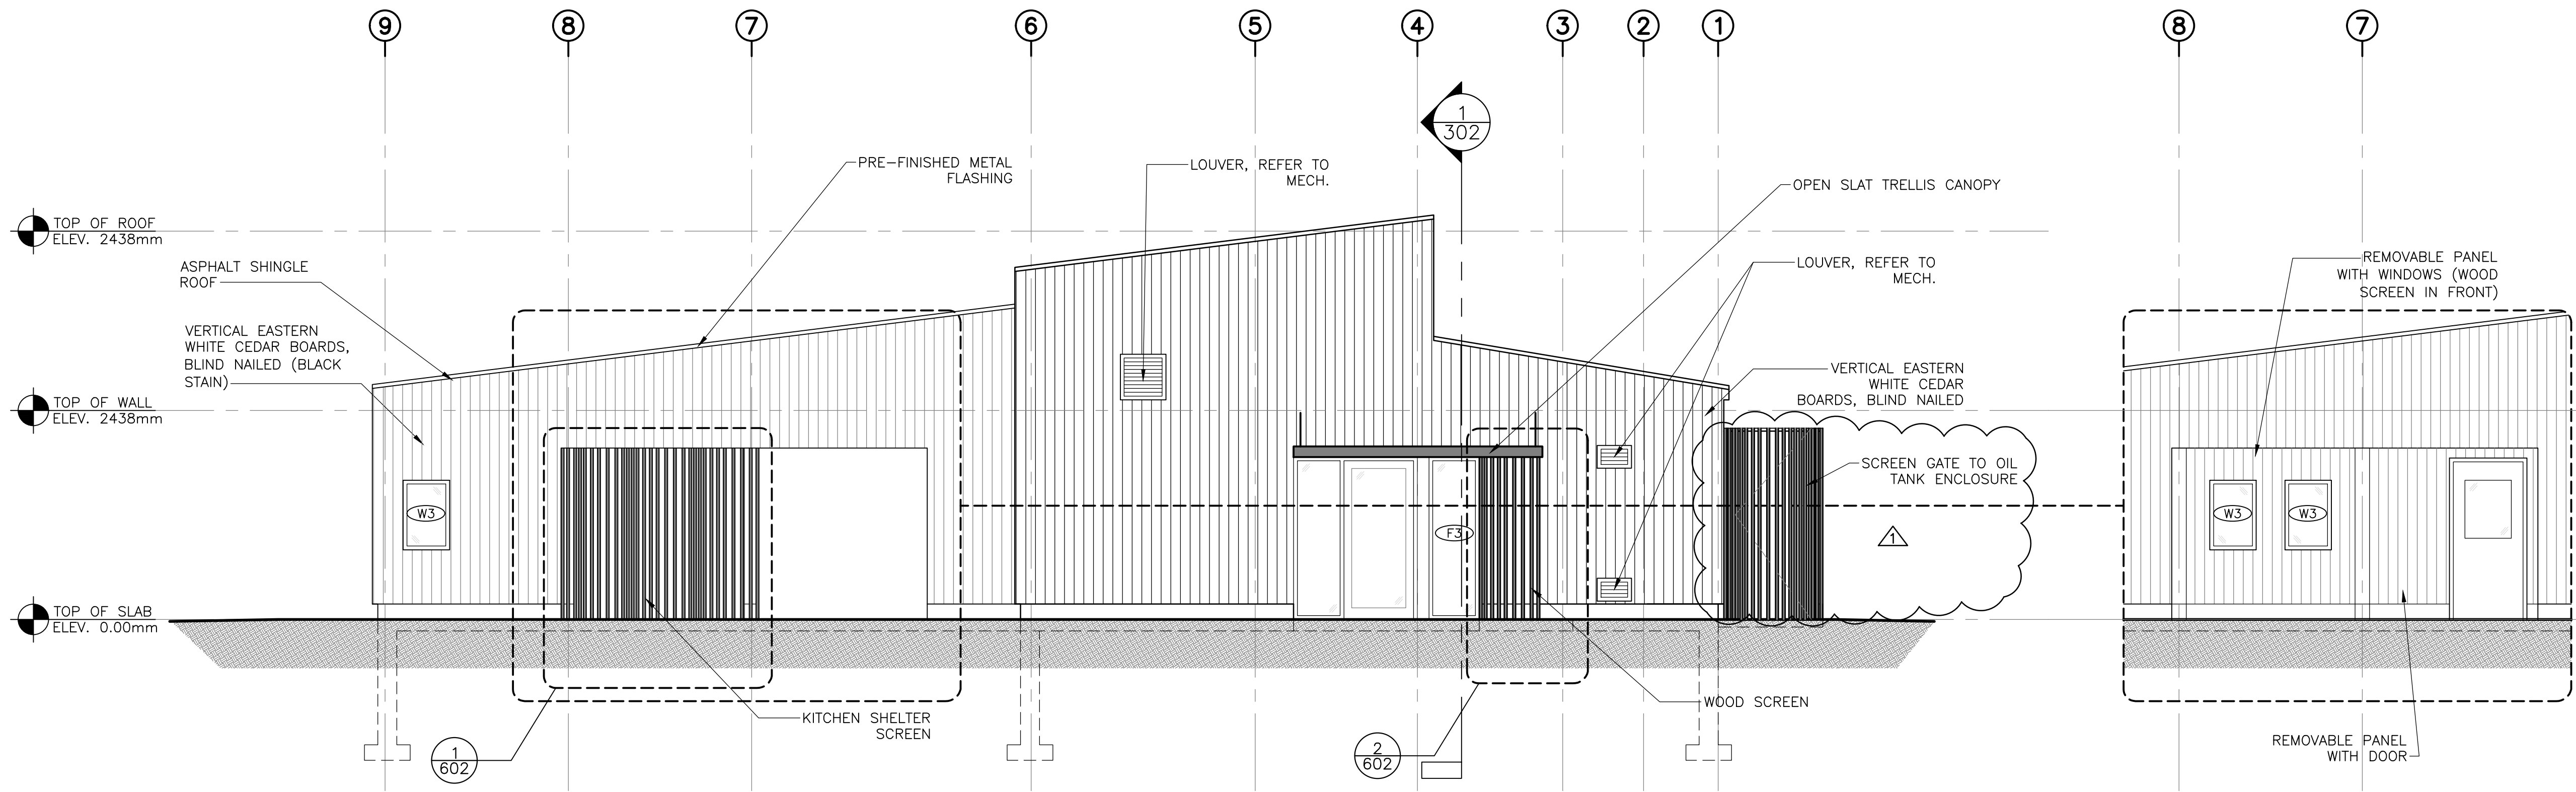 9
8
7
6
5
4
3
2
1
8
7
1
302
PRE-FINISHED METAL
FLASHING
LOUVER, REFER TO
MECH.
OPEN SLAT TRELLIS CANOPY
TOP OF ROOF
ELEV. 2438mm
ASPHALT SHINGLE
ROOF
LOUVER, REFER TO
MECH.
REMOVABLE PANEL
WITH WINDOWS (WOOD
SCREEN IN FRONT)
VERTICAL EASTERN
WHITE CEDAR BOARDS,
BLIND NAILED (BLACK
STAIN)
VERTICAL EASTERN
WHITE CEDAR
BOARDS, BLIND NAILED
TOP OF WALL
ELEV. 2438mm
SCREEN GATE TO OIL
TANK ENCLOSURE
W3
F3
1
W3
W3
TOP OF SLAB
ELEV. 0.00mm
KITCHEN SHELTER
SCREEN
WOOD SCREEN
1
602
2
602
REMOVABLE PANEL
WITH DOOR